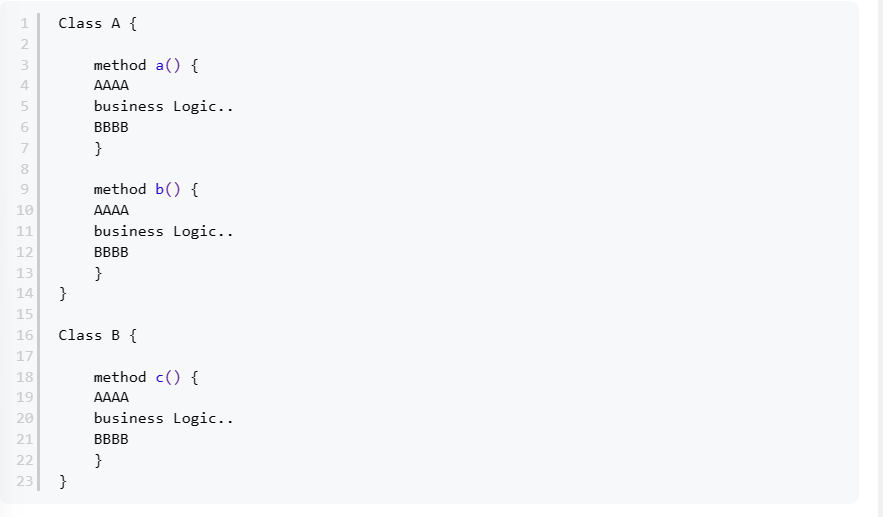 1 Class A {
2
3 method a() {
4 AAAA
5 business Logic..
6 BBBB
7 }
8
9 method b() {
10 AAAA
11 business Logic..
12 BBBB
13 }
14 }
15
16 Class B {
17
18 method c() {
19 AAAA
20 business Logic..
21 BBBB
22 }
23 }